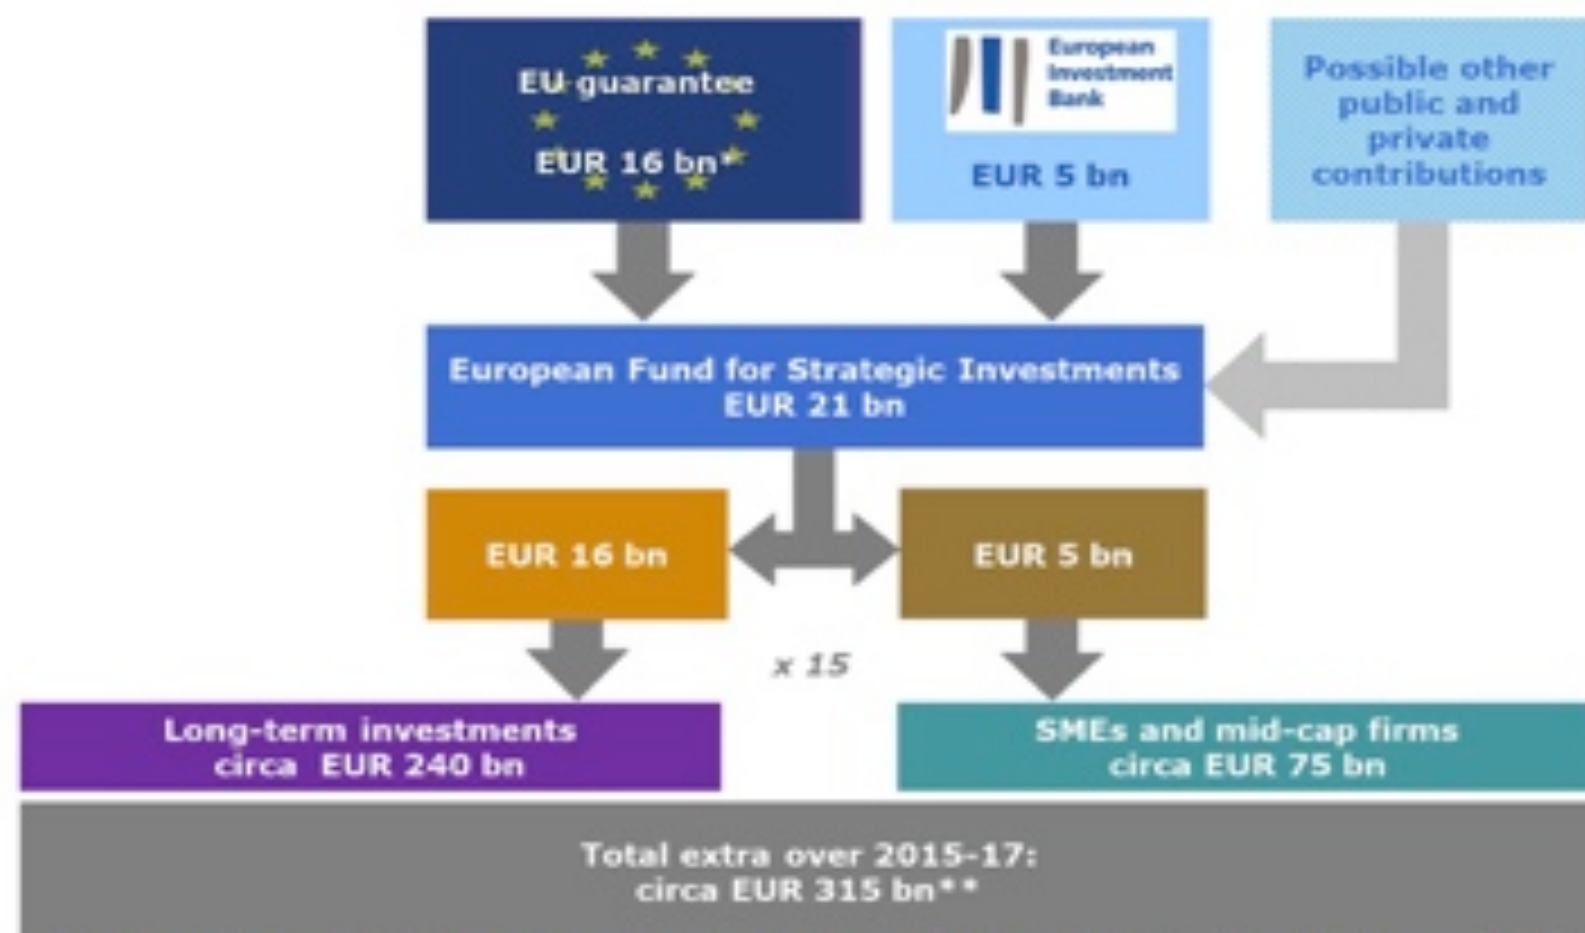 EU guarantee
EUR 16 bn*
European
Investment
Bank
EUR 5 bn
Possible other
public and
private
contributions
European Fund for Strategic Investments
EUR 21 bn
EUR 16 bn
EUR 5 bn
x 15
Long-term investments
circa EUR 240 bn
SMEs and mid-cap firms
circa EUR 75 bn
Total extra over 2015-17:
circa EUR 315 bn**